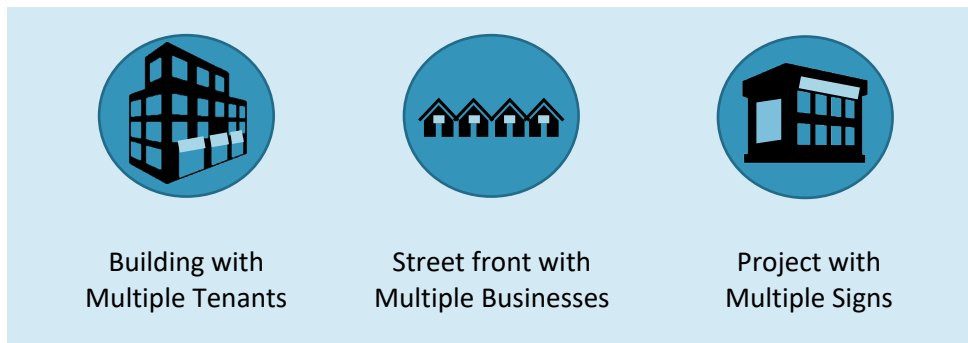 Building with
Multiple Tenants
Street front with
Multiple Businesses
Project with
Multiple Signs